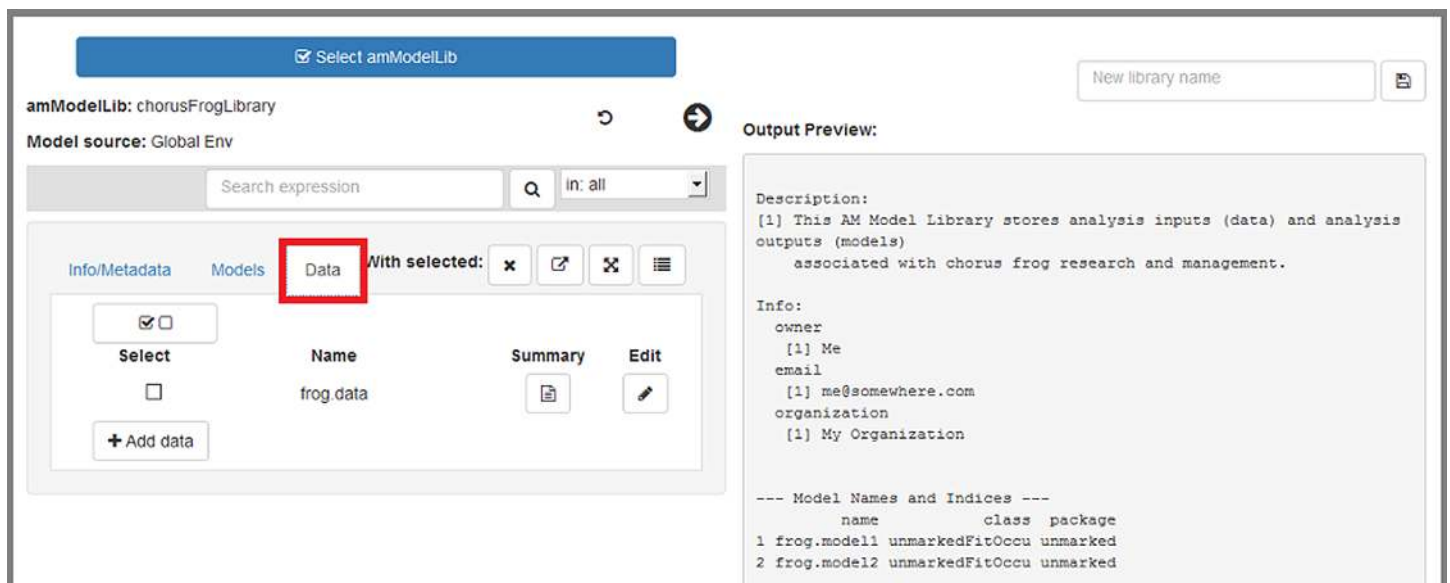 Select amModelLib
amModelLib: chorusFrogLibrary
Model source: Global Env
Search expression
in: all
Info/Metadata Models Data With selected:
Select Name Summary Edit
frog.data
Add data
New library name
Output Preview:
Description:
[1] This AM Model Library stores analysis inputs (data) and analysis
outputs (models)
associated with chorus frog research and management.
Info:
owner
[1] Me
email
[1] me@somewhere.com
organization
[1] My Organization
--- Model Names and Indices ---
name class package
1 frog.model1 unmarkedFitOccu unmarked
2 frog.model2 unmarkedFitOccu unmarked